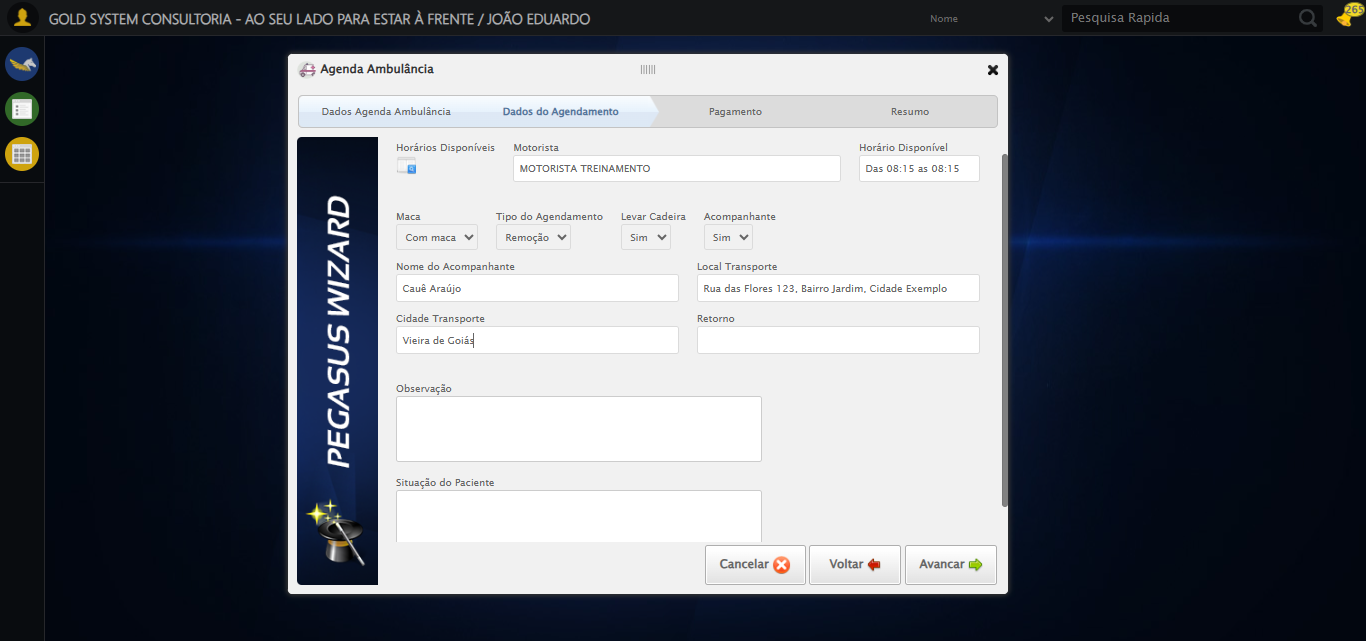 GOLD SYSTEM CONSULTORIA - AO SEU LADO PARA ESTAR À FRENTE / JOÃO EDUARDO
Nome
Pesquisa Rapida
265
Agenda Ambulância
Dados Agenda Ambulância
Dados do Agendamento
Pagamento
Resumo
PEGASUS WIZARD
Horários Disponíveis
Motorista
Horário Disponível
MOTORISTA TREINAMENTO
Das 08:15 as 08:15
Maca
Tipo do Agendamento
Levar Cadeira
Acompanhante
Com maca
Remoção
Sim
Sim
Nome do Acompanhante
Local Transporte
Cauê Araújo
Rua das Flores 123, Bairro Jardim, Cidade Exemplo
Cidade Transporte
Retorno
Vieira de Goiás
Observação
Situação do Paciente
Cancelar
Voltar
Avancar